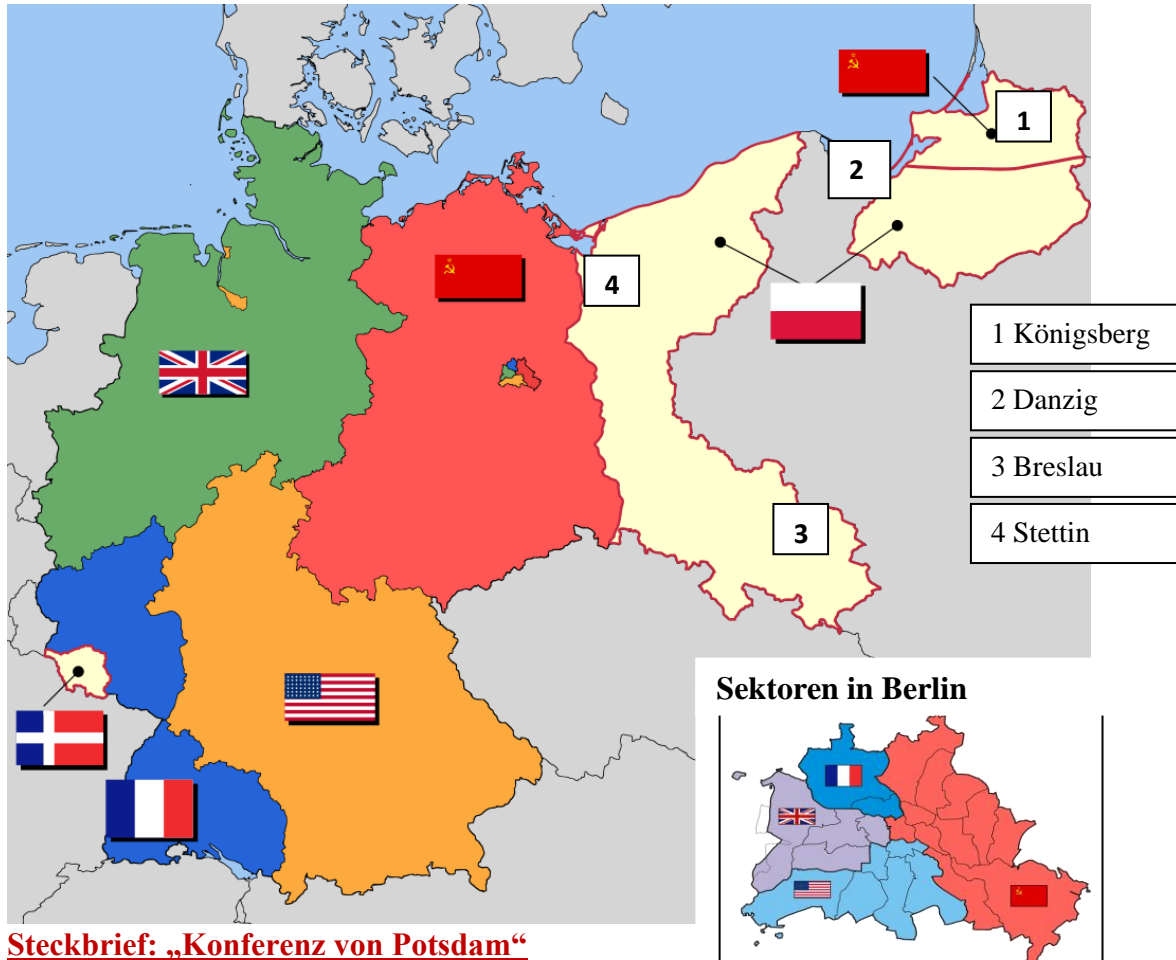 1
2
4
3
1 Königsberg
2 Danzig
3 Breslau
4 Stettin
Sektoren in Berlin
Steckbrief: „Konferenz von Potsdam“